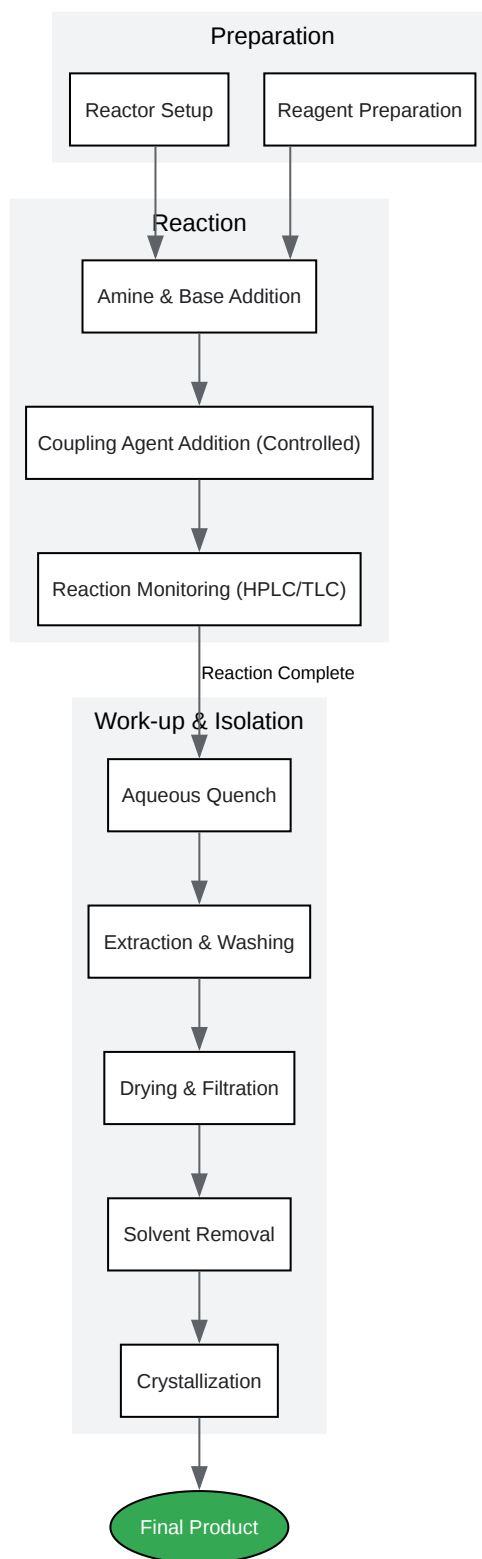 Preparation
Reactor Setup
Reagent Preparation
Reaction
Amine & Base Addition
Coupling Agent Addition (Controlled)
Reaction Monitoring (HPLC/TLC)
Reaction Complete
Work-up & Isolation
Aqueous Quench
Extraction & Washing
Drying & Filtration
Solvent Removal
Crystallization
Final Product